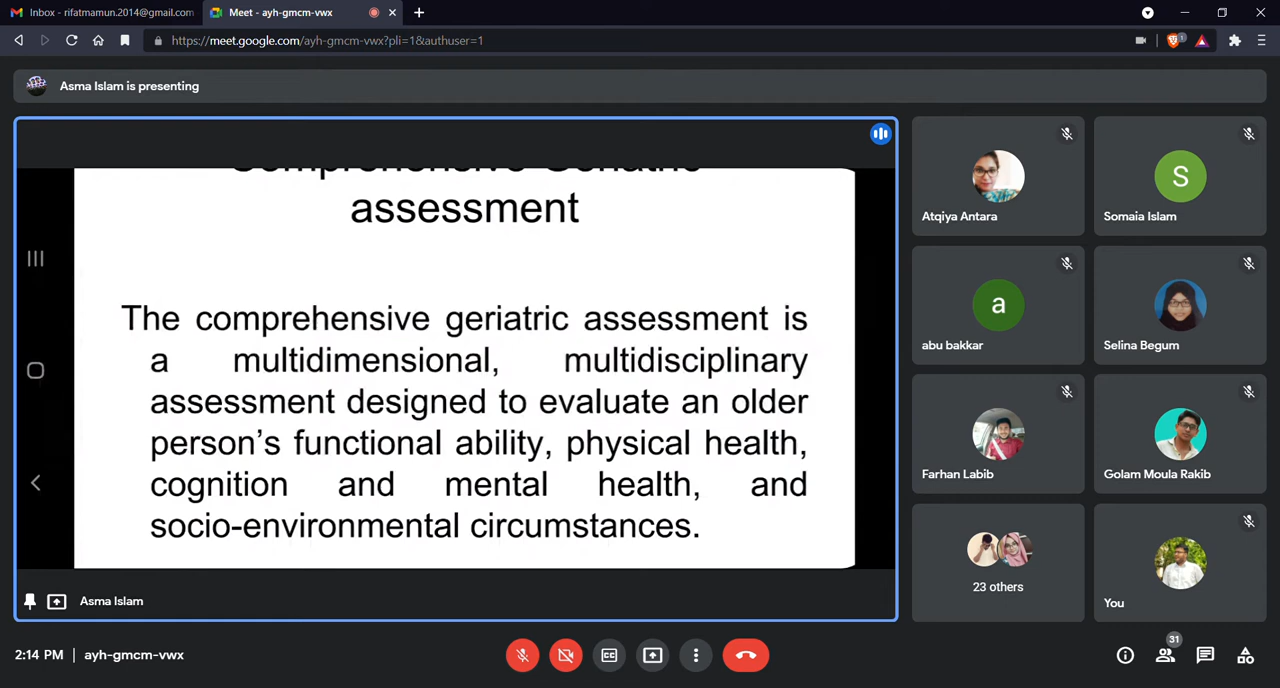 Inbox - rifatmamun.2014@gmail.com
Meet - ayh-gmcm-vwx
https://meet.google.com/ayh-gmcm-vwx?pli=1&authuser=1
1
Asma Islam is presenting
Comprehensive Geriatric
assessment
The comprehensive geriatric assessment is
a multidimensional, multidisciplinary
assessment designed to evaluate an older
person's functional ability, physical health,
cognition and mental health, and
socio-environmental circumstances.
Asma Islam
Atqiya Antara
S
Somaia Islam
a
abu bakkar
Selina Begum
Farhan Labib
Golam Moula Rakib
23 others
You
2:14 PM | ayh-gmcm-vwx
CC
31